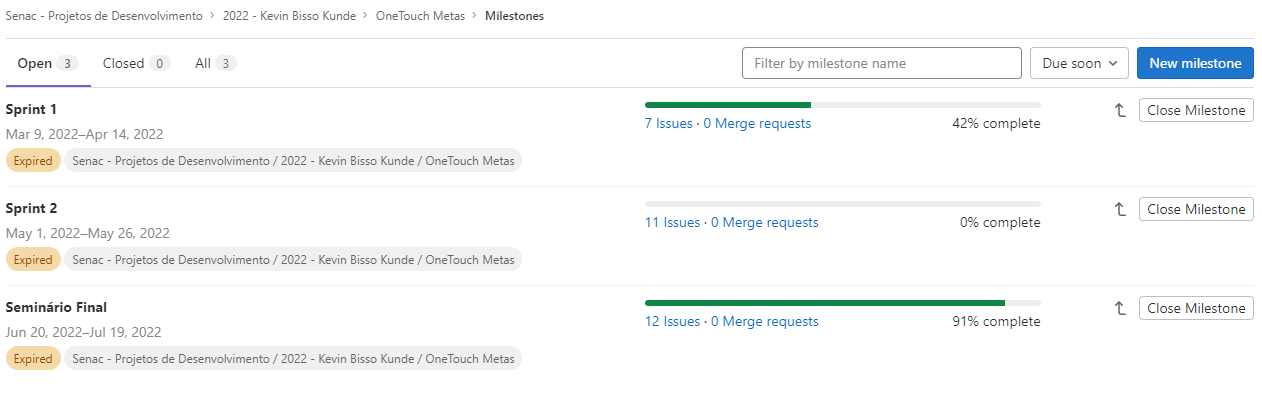 Senac - Projetos de Desenvolvimento > 2022 - Kevin Bisso Kunde > OneTouch Metas > Milestones
Open 3 Closed 0 All 3 Filter by milestone name Due soon New milestone
Sprint 1
Mar 9, 2022–Apr 14, 2022
Expired Senac - Projetos de Desenvolvimento / 2022 - Kevin Bisso Kunde / OneTouch Metas
7 Issues · 0 Merge requests 42% complete
Close Milestone
Sprint 2
May 1, 2022–May 26, 2022
Expired Senac - Projetos de Desenvolvimento / 2022 - Kevin Bisso Kunde / OneTouch Metas
11 Issues · 0 Merge requests 0% complete
Close Milestone
Seminário Final
Jun 20, 2022–Jul 19, 2022
Expired Senac - Projetos de Desenvolvimento / 2022 - Kevin Bisso Kunde / OneTouch Metas
12 Issues · 0 Merge requests 91% complete
Close Milestone